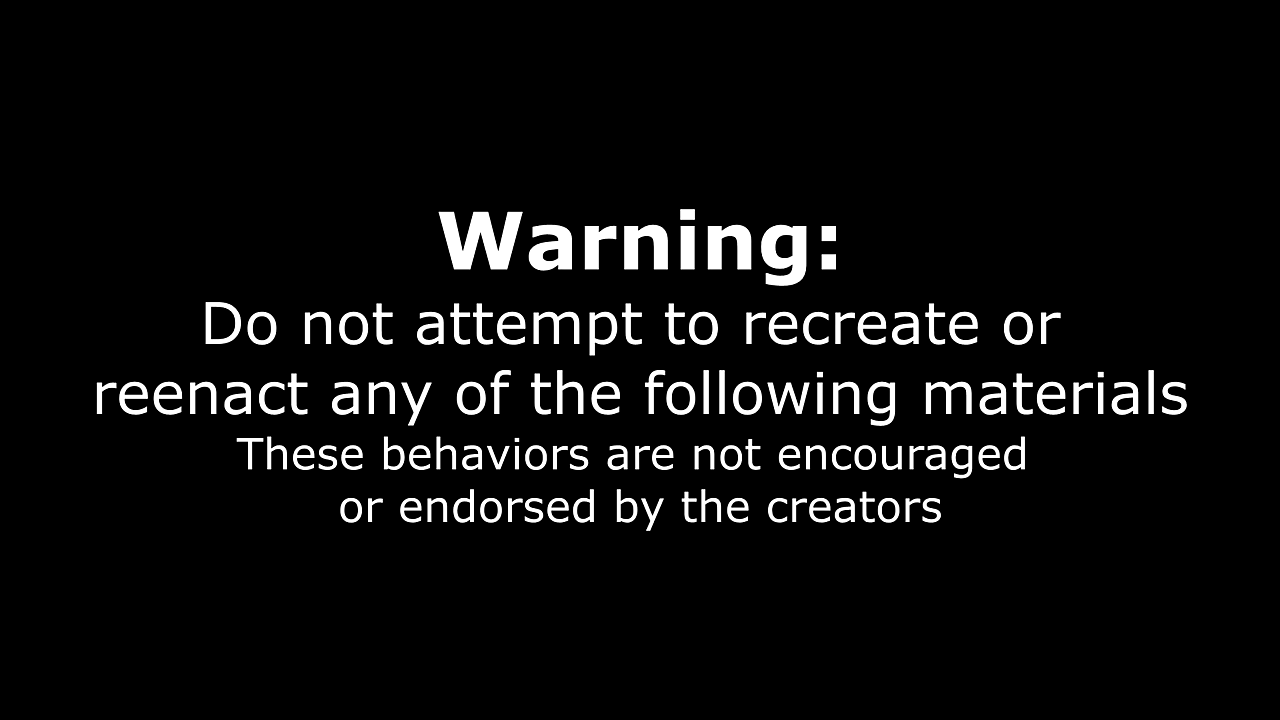 Warning:
Do not attempt to recreate or
reenact any of the following materials
These behaviors are not encouraged
or endorsed by the creators